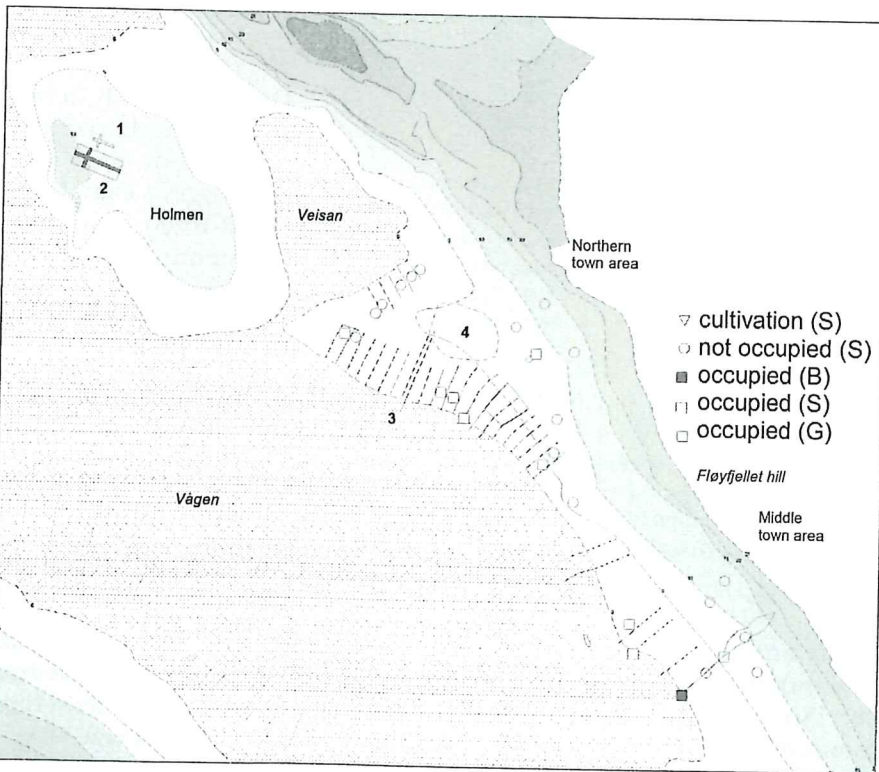 1
2
Holmen
Veisan
Northern
town area
4
3
▽ cultivation (S)
○ not occupied (S)
■ occupied (B)
□ occupied (S)
□ occupied (G)
Fløyfjellet hill
Vågen
Middle
town area